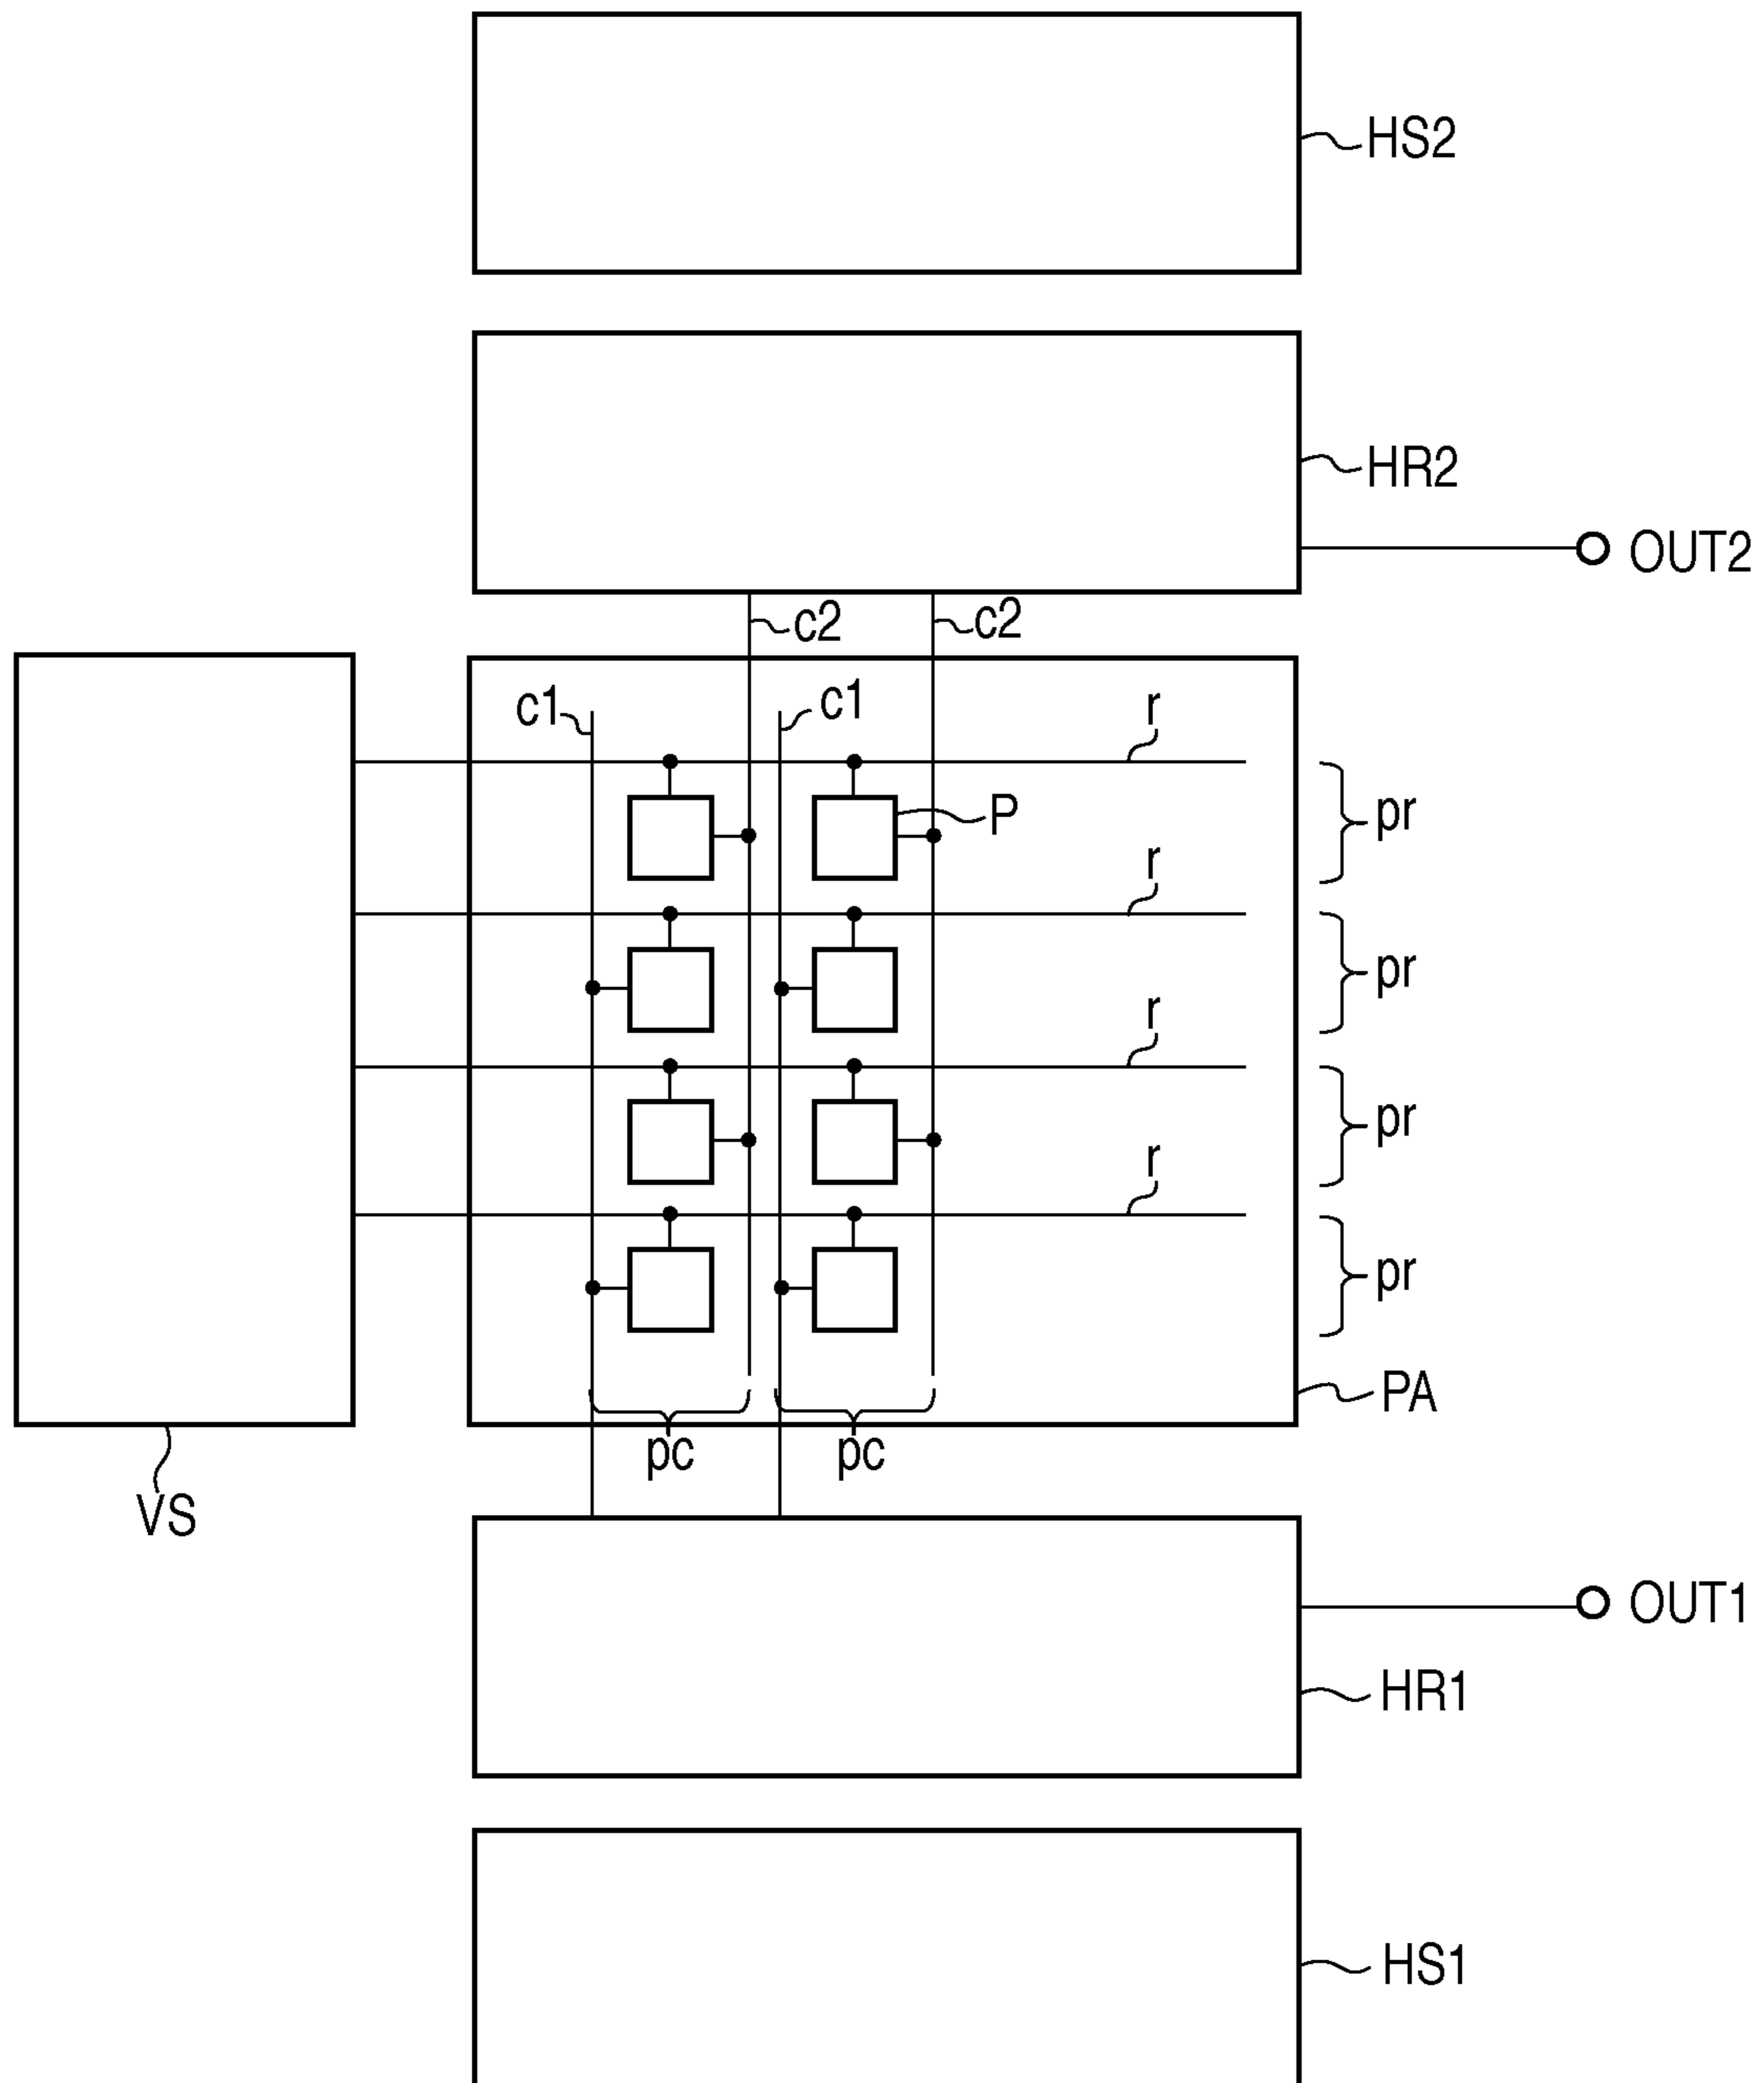 HS2
HR2
OUT2
c2 c2
c1 c1 r
P pr
r
pr
r
pr
r
pr
PA
pc pc
VS
OUT1
HR1
HS1